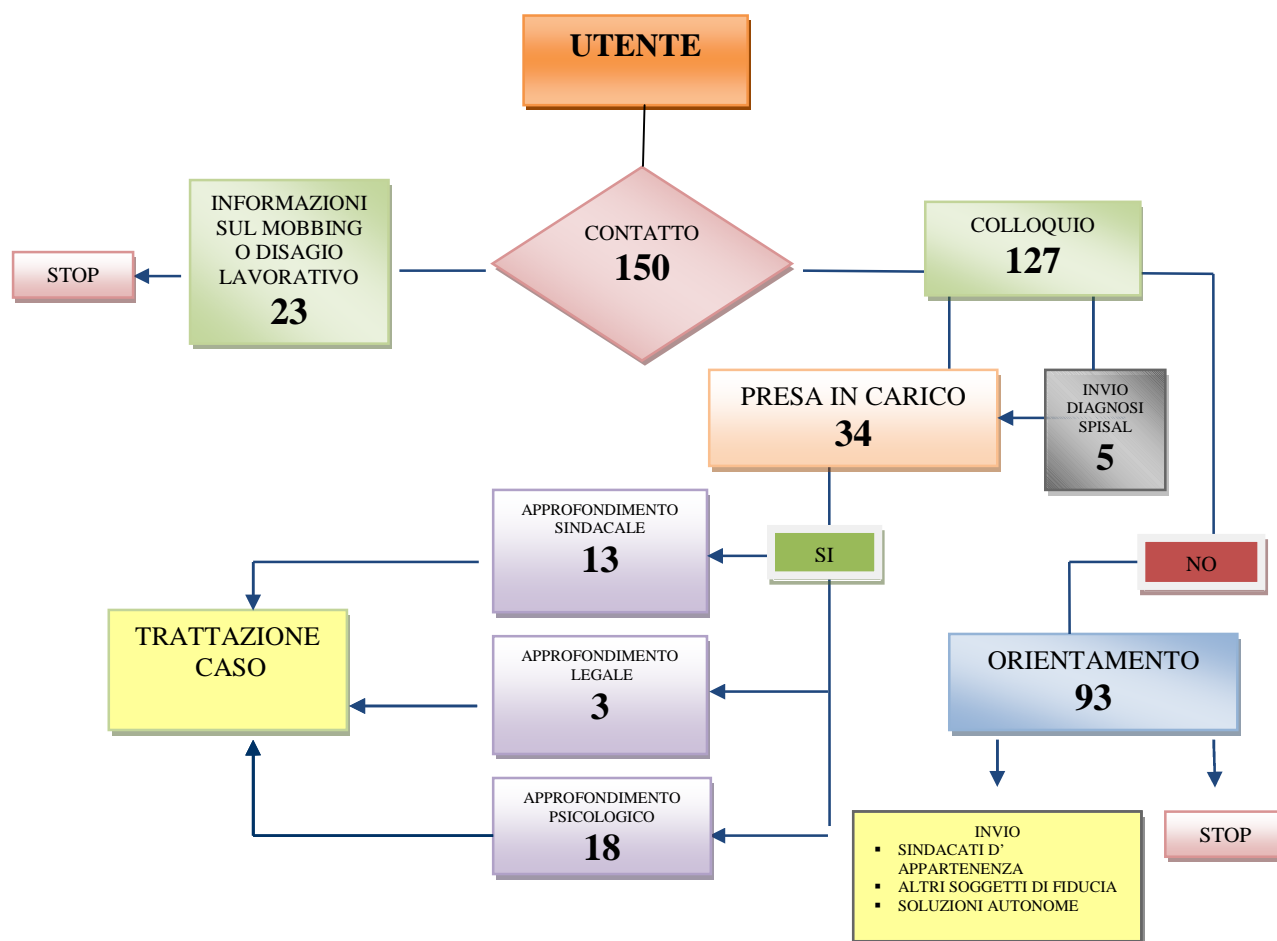 UTENTE
INFORMAZIONI
SUL MOBBING
O DISAGIO
LAVORATIVO
23
STOP
CONTATTO
150
COLLOQUIO
127
PRESA IN CARICO
34
INVIO
DIAGNOSI
SPISAL
5
APPROFONDIMENTO
SINDACALE
13
SI
NO
TRATTAZIONE
CASO
APPROFONDIMENTO
LEGALE
3
ORIENTAMENTO
93
APPROFONDIMENTO
PSICOLOGICO
18
INVIO
▪ SINDACATI D’
APPARTENENZA
▪ ALTRI SOGGETTI DI FIDUCIA
▪ SOLUZIONI AUTONOME
STOP